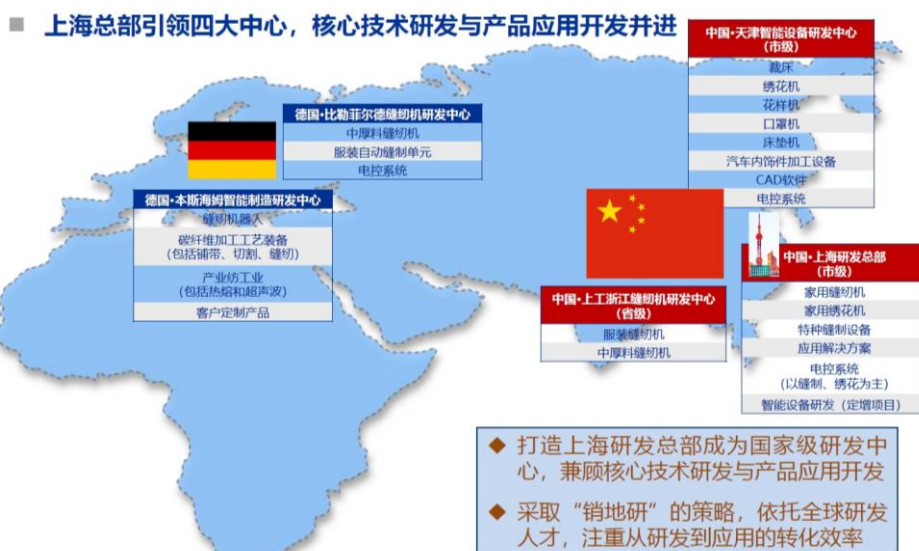 上海总部引领四大中心，核心技术研发与产品应用开发并进
中国·天津智能设备研发中心
（市级）
裁床
绣花机
花样机
口罩机
床垫机
汽车内饰件加工设备
CAD软件
电控系统
德国·比勒菲尔德缝纫机研发中心
中厚料缝纫机
服装自动缝制单元
电控系统
德国·本斯海姆智能制造研发中心
缝纫机器人
碳纤维加工工艺装备
（包括铺带、切割、缝纫）
产业纺工业
（包括热熔和超声波）
客户定制产品
中国·上海研发总部
（市级）
家用缝纫机
家用绣花机
特种缝制设备
应用解决方案
电控系统
（以缝制、绣花为主）
智能设备研发（定增项目）
中国·上工浙江缝纫机研发中心
（省级）
服装缝纫机
中厚料缝纫机
打造上海研发总部成为国家级研发中
心，兼顾核心技术研发与产品应用开发
采取“销地研”的策略，依托全球研发
人才，注重从研发到应用的转化效率